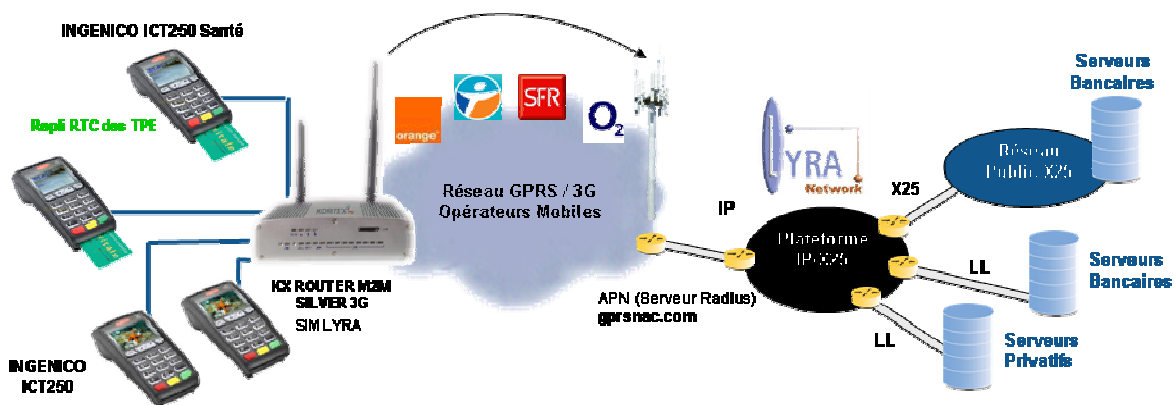 INGENICO ICT250 Santé
Repli RTC des TPE
orange
SFR
O2
Réseau GPRS / 3G
Opérateurs Mobiles
KORTEX
KX ROUTER M2M
SILVER 3G
SIM LYRA
INGENICO
ICT250
LYRA
Network
IP
APN (Serveur Radius)
gprsnac.com
Plateforme
IP/X25
X25
Réseau
Public X25
Serveurs
Bancaires
LL
Serveurs
Bancaires
LL
Serveurs
Privatifs